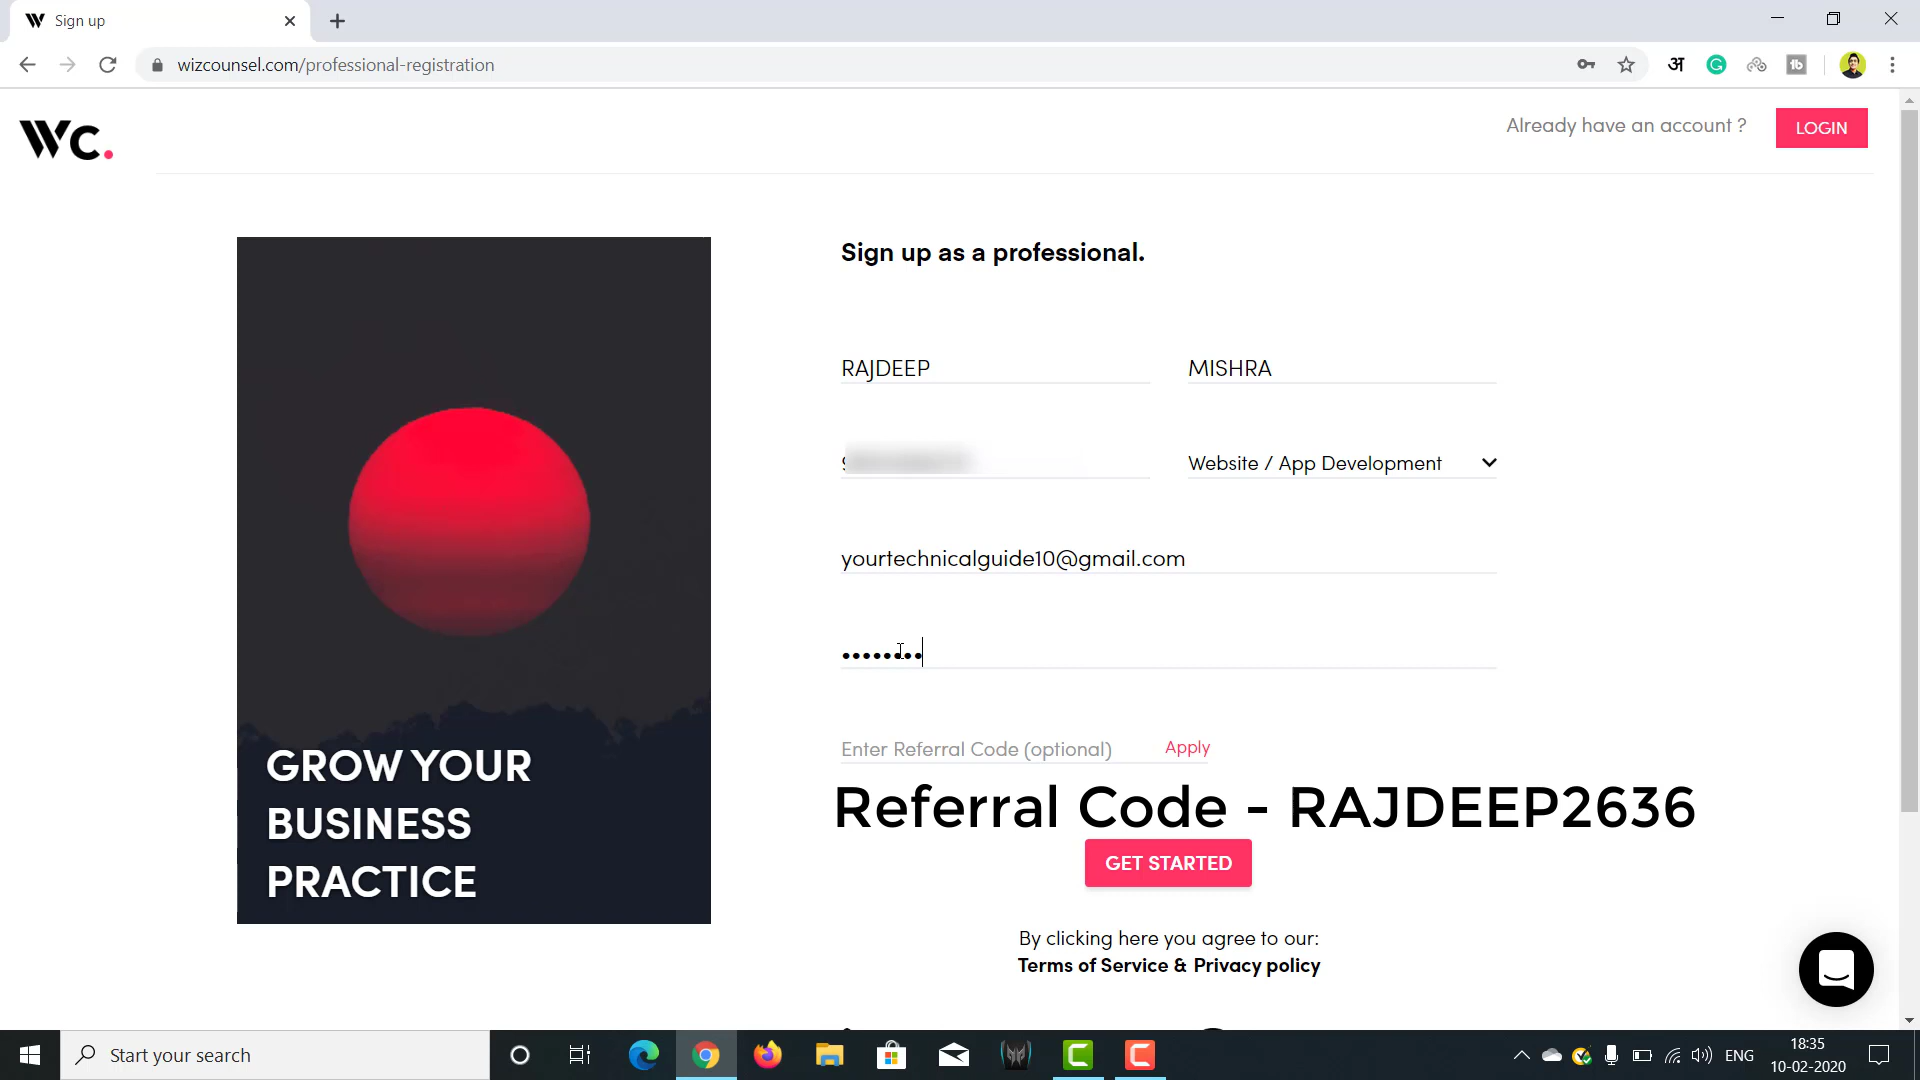 Sign up
wizcounsel.com/professional-registration
अ
Wc.
Already have an account ?
LOGIN
Sign up as a professional.
RAJDEEP
MISHRA
Website / App Development
yourtechnicalguide10@gmail.com
Enter Referral Code (optional)
Apply
Referral Code - RAJDEEP2636
GET STARTED
By clicking here you agree to our:
Terms of Service & Privacy policy
GROW YOUR
BUSINESS
PRACTICE
Start your search
ENG
18:35
10-02-2020